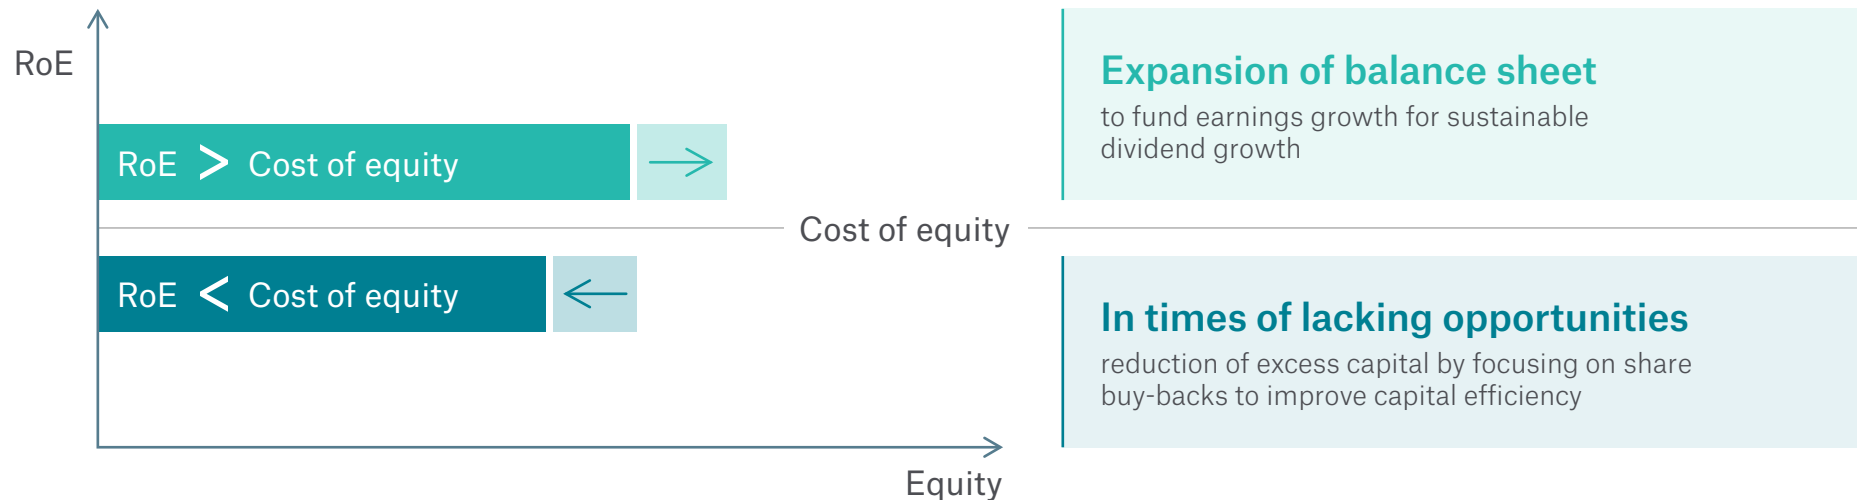 RoE
RoE > Cost of equity
Expansion of balance sheet
to fund earnings growth for sustainable
dividend growth
Cost of equity
RoE < Cost of equity
In times of lacking opportunities
reduction of excess capital by focusing on share
buy-backs to improve capital efficiency
Equity